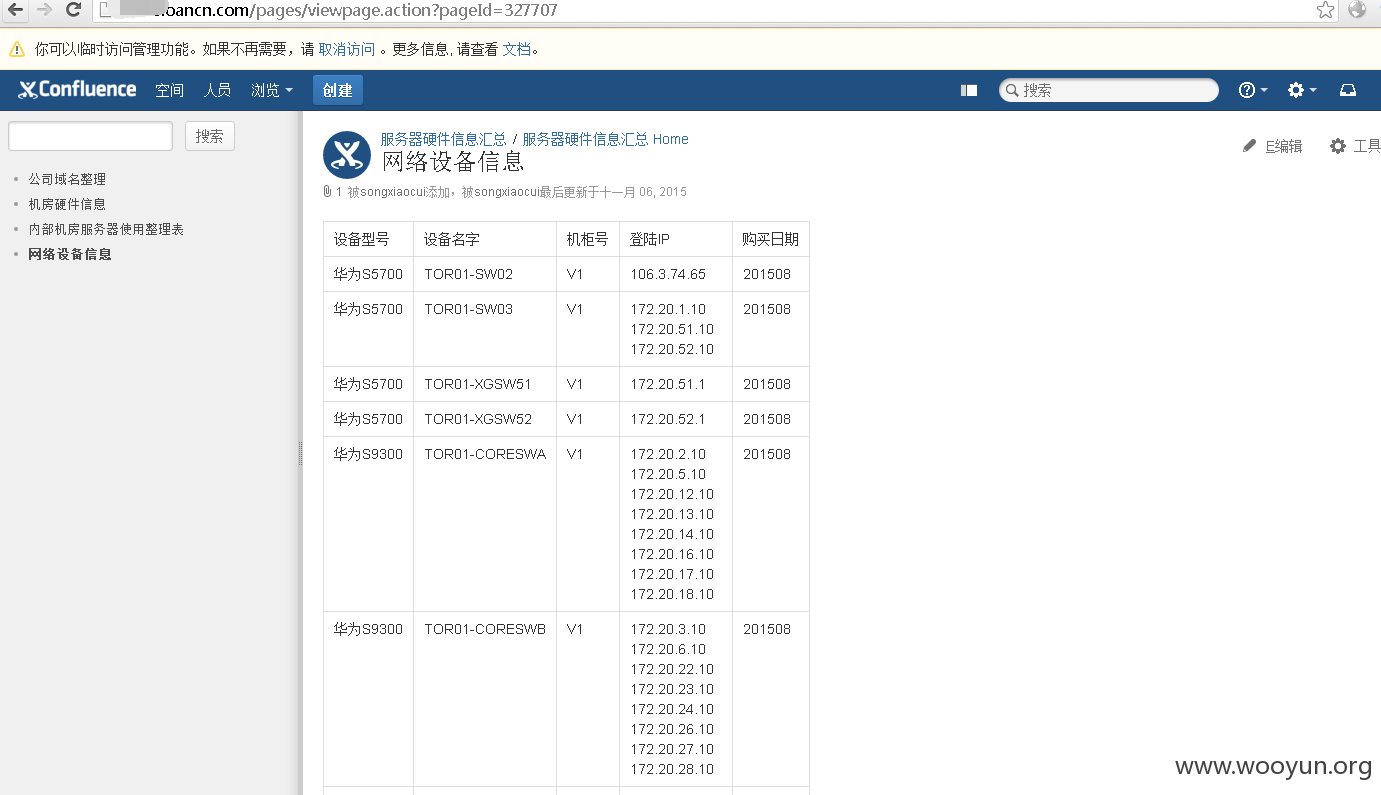 .oancn.com/pages/viewpage.action?pageId=327707
你可以临时访问管理功能。如果不再需要，请 取消访问 。更多信息, 请查看 文档。
Confluence 空间 人员 浏览 创建 搜索
搜索
服务器硬件信息汇总 / 服务器硬件信息汇总 Home
网络设备信息
E编辑 工具
1 被songxiaocui添加，被songxiaocui最后更新于十一月 06, 2015
公司域名整理
机房硬件信息
内部机房服务器使用整理表
网络设备信息
设备型号 设备名字 机柜号 登陆IP 购买日期
华为S5700 TOR01-SW02 V1 106.3.74.65 201508
华为S5700 TOR01-SW03 V1 172.20.1.10 201508
172.20.51.10
172.20.52.10
华为S5700 TOR01-XGSW51 V1 172.20.51.1 201508
华为S5700 TOR01-XGSW52 V1 172.20.52.1 201508
华为S9300 TOR01-CORESWA V1 172.20.2.10 201508
172.20.5.10
172.20.12.10
172.20.13.10
172.20.14.10
172.20.16.10
172.20.17.10
172.20.18.10
华为S9300 TOR01-CORESWB V1 172.20.3.10 201508
172.20.6.10
172.20.22.10
172.20.23.10
172.20.24.10
172.20.26.10
172.20.27.10
172.20.28.10
www.wooyun.org